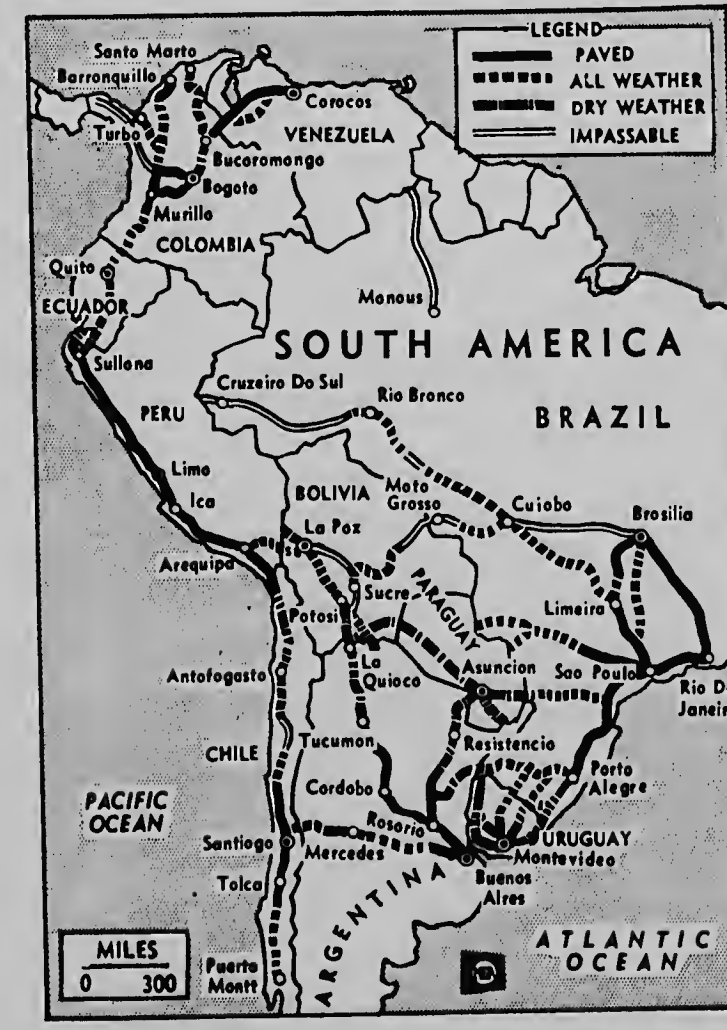 LEGEND
PAVED
ALL WEATHER
DRY WEATHER
IMPASSABLE
Santo Marto
Barronquillo
Corocos
Turbo
VENEZUELA
Bucoromongo
Bogoto
Murillo
COLOMBIA
Quito
ECUADOR
Monous
Sullona
SOUTH AMERICA
Cruzeiro Do Sul
Rio Bronco
PERU
BRAZIL
Limo
Ica
BOLIVIA
Moto
Grosso
Cuiobo
Brosilia
La Poz
Arequipa
Sucre
PARAGUAY
Limeira
Potosi
La
Quioco
Asuncion
Sao Poulo
Rio D
Janeir
Antofogasto
Tucumon
Resistencio
CHILE
Cordobo
Porto
Alegre
PACIFIC
OCEAN
Rosario
Santiogo
Mercedes
URUGUAY
Montevideo
Buenos
Aires
Tolca
ARGENTINA
ATLANTIC
OCEAN
MILES
0 300
Puerto
Montt